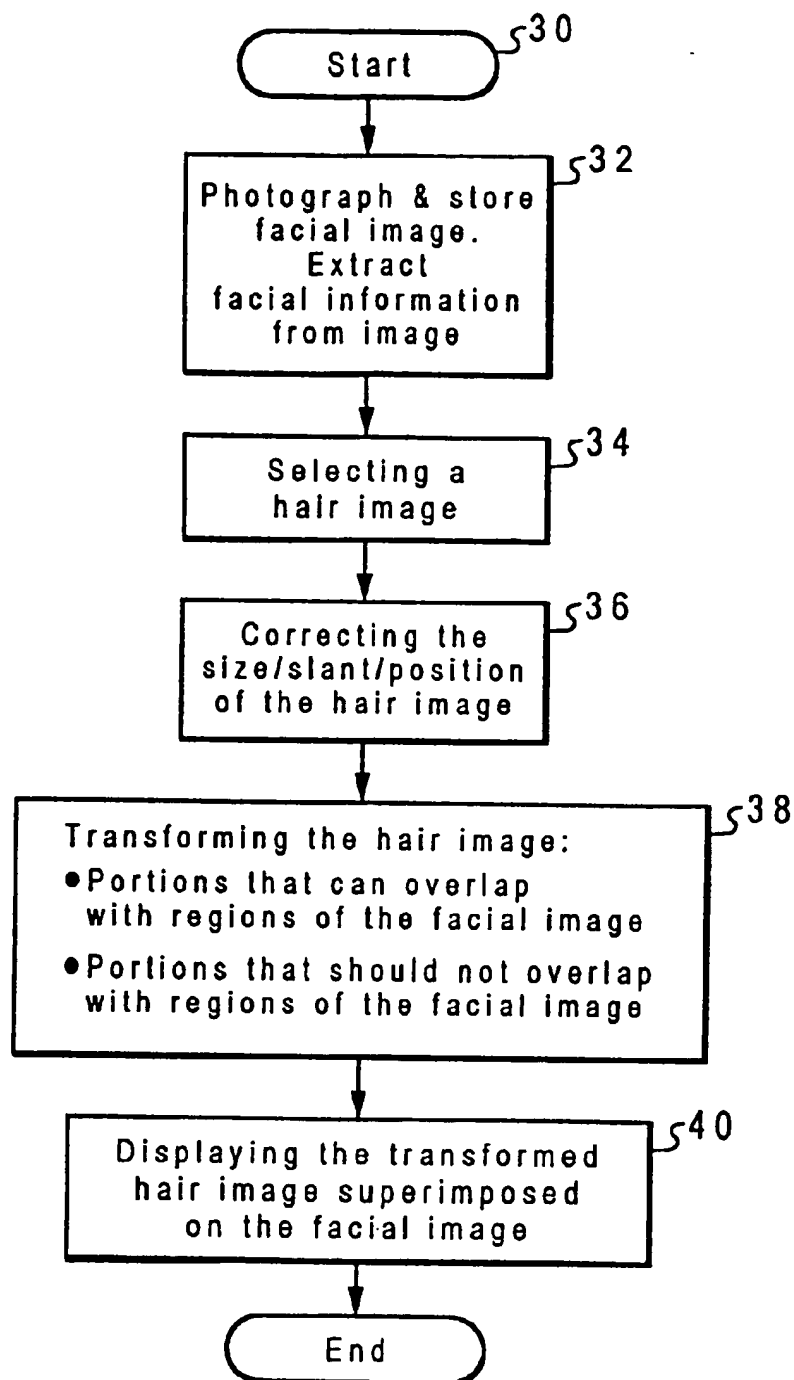 30
Start
32
Photograph & store
facial image.
Extract
facial information
from image
34
Selecting a
hair image
36
Correcting the
size/slant/position
of the hair image
38
Transforming the hair image:
●Portions that can overlap
with regions of the facial image
●Portions that should not overlap
with regions of the facial image
40
Displaying the transformed
hair image superimposed
on the facial image
End